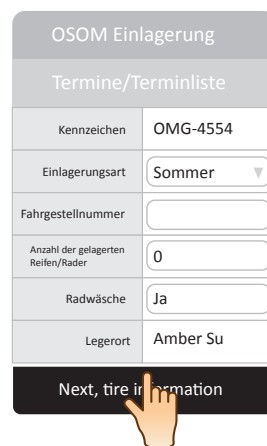 OSOM Einlagerung
Termine/Terminliste
Kennzeichen OMG-4554
Einlagerungsart Sommer
Fahrgestellnummer
Anzahl der gelagerten
Reifen/Rader 0
Radwäsche Ja
Legerort Amber Su
Next, tire information